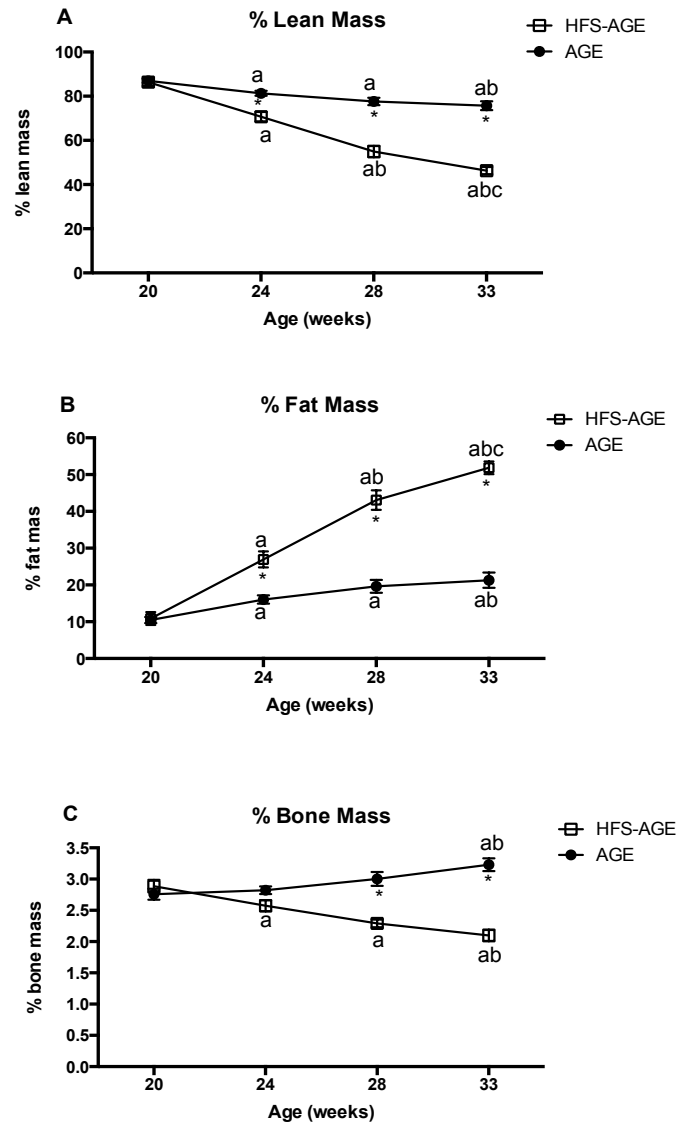 A
% Lean Mass
HFS-AGE
AGE
100
80
60
40
20
0
% lean mass
a
a
ab
*
*
*
a
ab
abc
20 24 28 33
Age (weeks)
B
% Fat Mass
HFS-AGE
AGE
60
50
40
30
20
10
0
% fat mas
a
ab
abc
*
*
*
a
a
ab
20 24 28 33
Age (weeks)
C
% Bone Mass
HFS-AGE
AGE
3.5
3.0
2.5
2.0
1.5
1.0
0.5
0.0
% bone mass
ab
*
*
a
a
ab
20 24 28 33
Age (weeks)